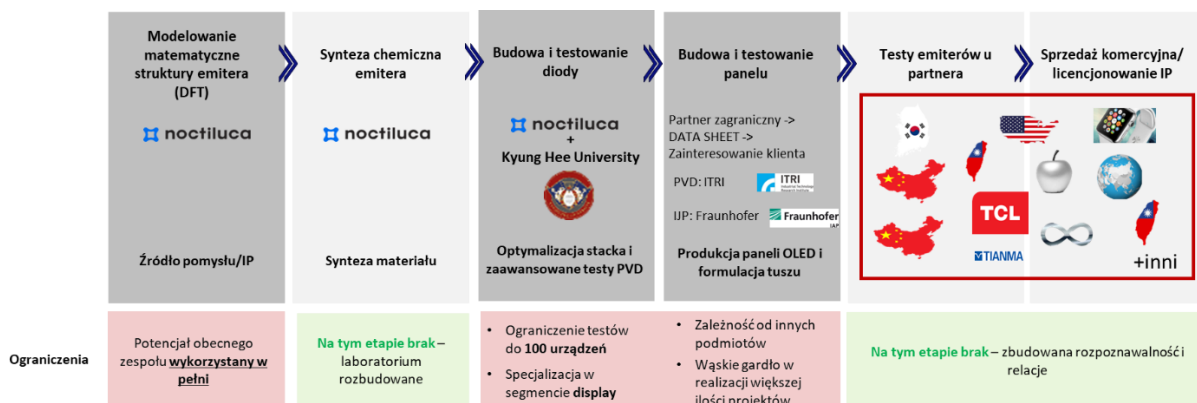 Modelowanie
matematyczne
struktury emitera
(DFT)
noctiluca
Źródło pomysłu/IP
Synteza chemiczna
emitera
noctiluca
Synteza materiału
Budowa i testowanie
diody
noctiluca
+
Kyung Hee University
Optymalizacja stacka i
zaawansowane testy PVD
Budowa i testowanie
panelu
Partner zagraniczny ->
DATA SHEET ->
Zainteresowanie klienta
PVD: ITRI
ITRI
IJP: Fraunhofer
Fraunhofer
IAP
Produkcja paneli OLED i
formulacja tuszu
Testy emiterów u
partnera
Sprzedaż komercyjna/
licencjonowanie IP
TCL
TIANMA
+inni
Ograniczenia
Potencjał obecnego
zespołu wykorzystany w
pełni
Na tym etapie brak –
laboratorium
rozbudowane
• Ograniczenie testów
do 100 urządzeń
• Specjalizacja w
segmencie display
• Zależność od innych
podmiotów
• Wąskie gardło w
realizacji większej
ilości projektów
Na tym etapie brak – zbudowana rozpoznawalność i
relacje